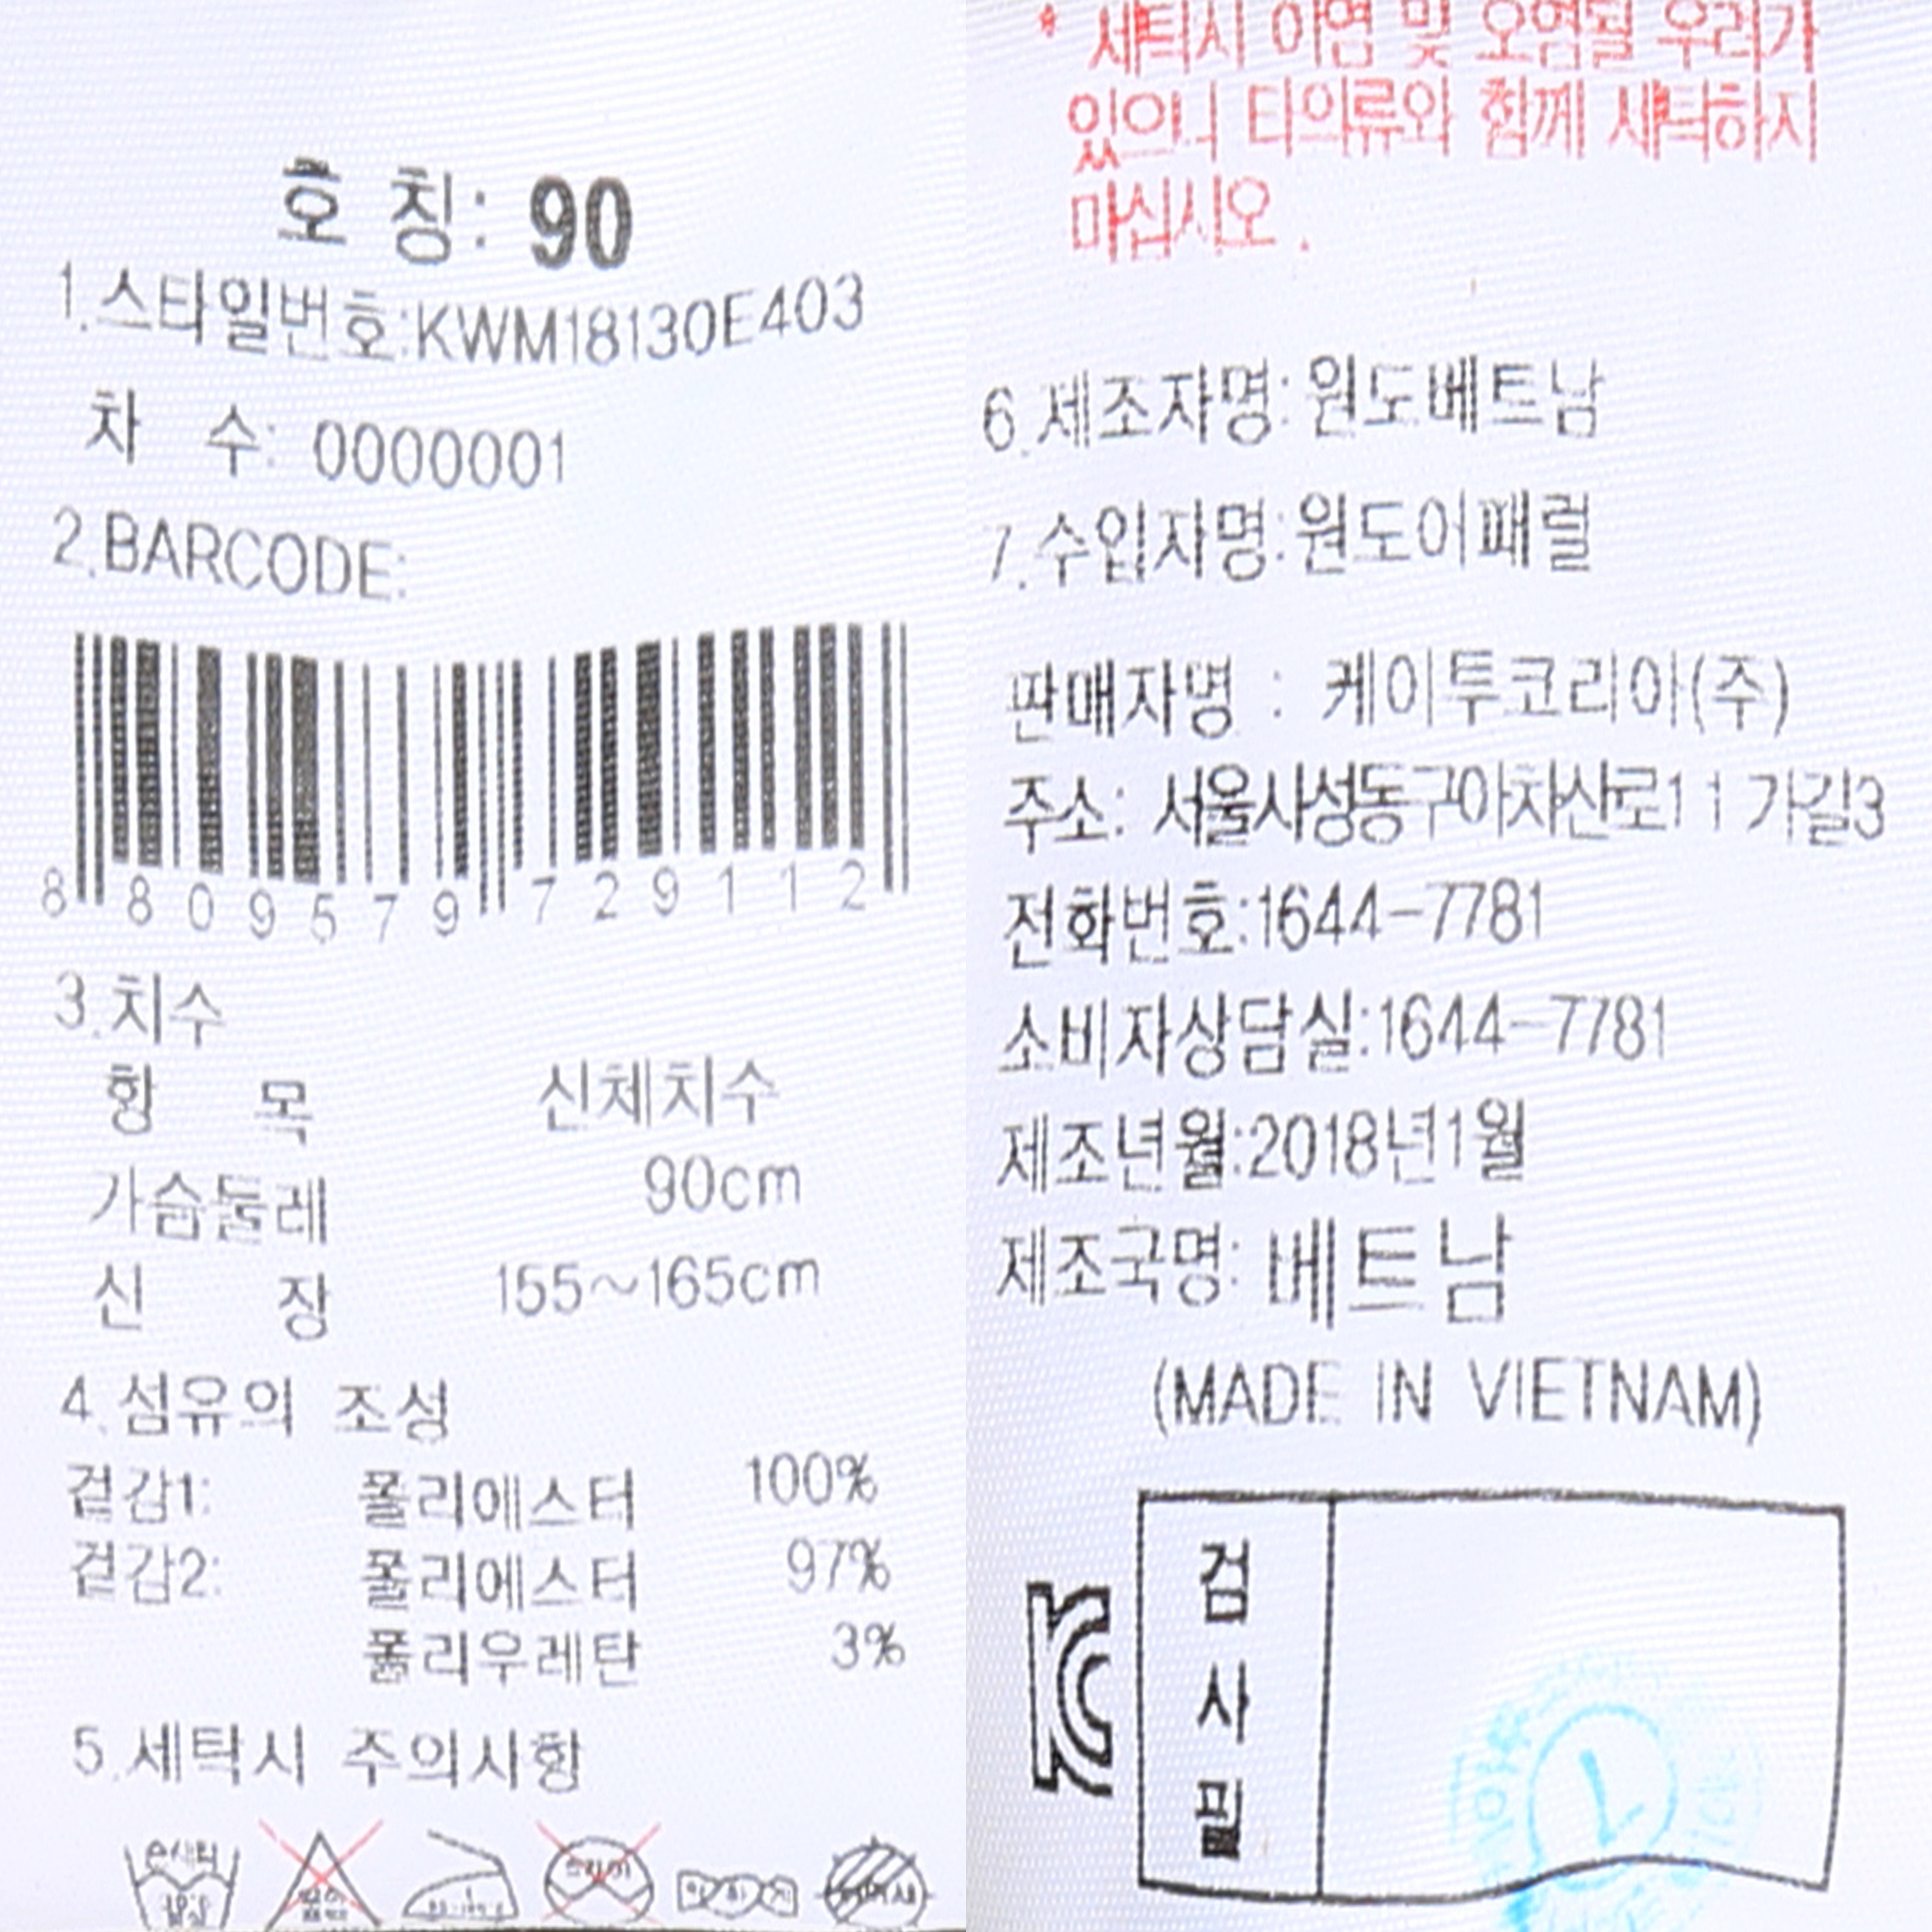 호 칭: 90
1.스타일번호:KWM18130E403
차 수: 0000001
2.BARCODE:
8 809579 729112
3.치수
항 목 신체치수
가슴둘레 90cm
신 장 155~165cm
4.섬유의 조성
겉감1: 폴리에스터 100%
겉감2: 폴리에스터 97%
폴리우레탄 3%
5.세탁시 주의사항
손세탁 드라이 약하게
* 세탁시 이염 및 오염될 우려가
있으니 타의류와 함께 세탁하지
마십시오.
6.제조자명:원도베트남
7.수입자명:원도어패럴
판매자명 : 케이투코리아(주)
주소: 서울시성동구아차산로11가길3
전화번호:1644-7781
소비자상담실:1644-7781
제조년월:2018년1월
제조국명: 베트남
(MADE IN VIETNAM)
검사필